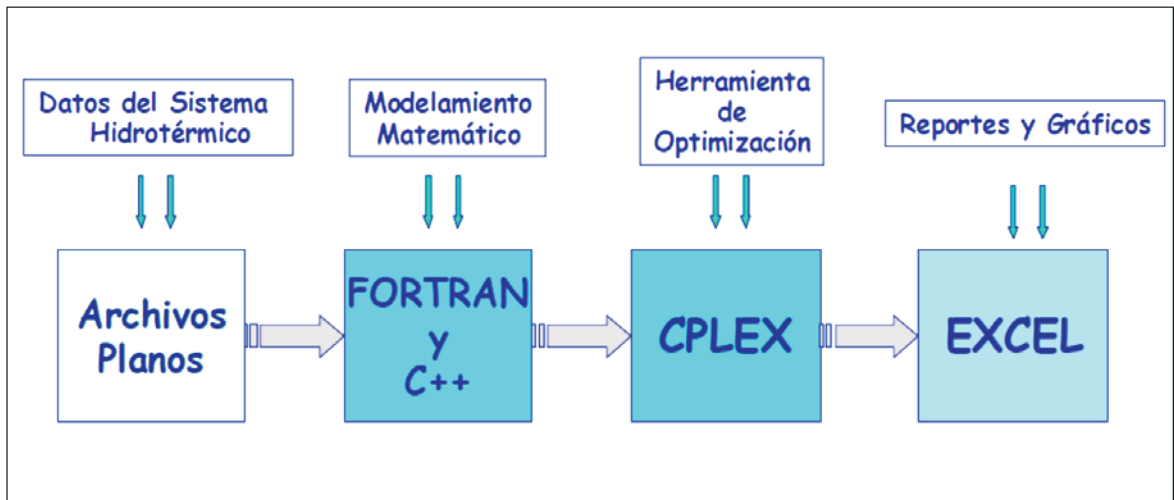 Datos del Sistema
Hidrotérmico
Modelamiento
Matemático
Herramienta
de
Optimización
Reportes y Gráficos
Archivos
Planos
FORTRAN
y
C++
CPLEX
EXCEL